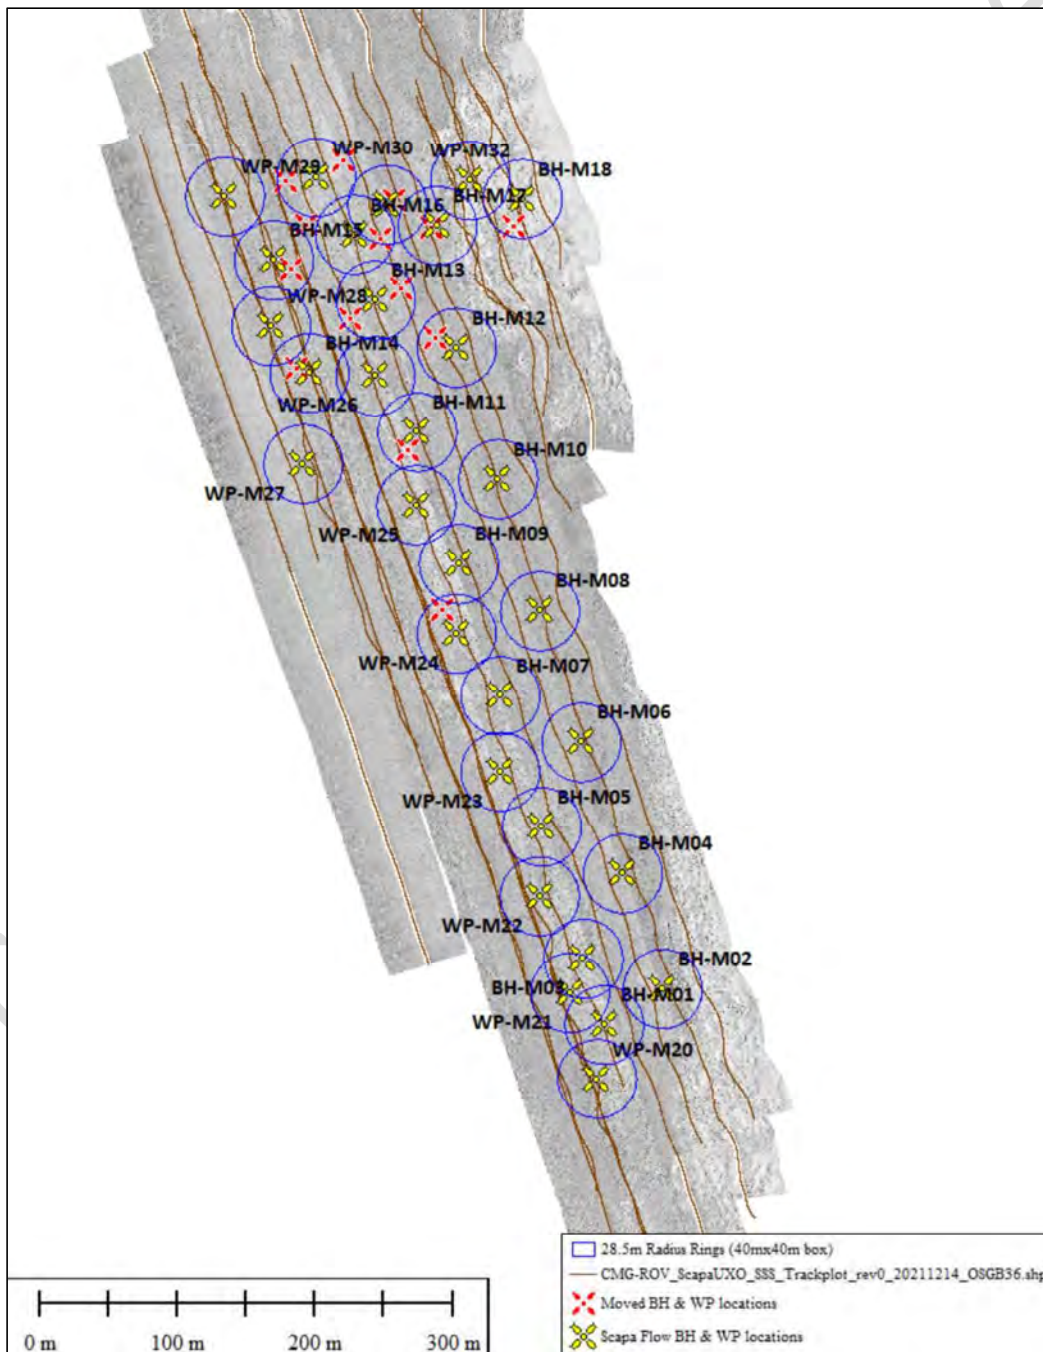 WP-M30
WP-M32
WP-M29
BH-M18
BH-M17
BH-M16
BH-M15
BH-M13
WP-M28
BH-M12
BH-M14
WP-M26
BH-M11
BH-M10
WP-M27
WP-M25
BH-M09
BH-M08
WP-M24
BH-M07
BH-M06
WP-M23
BH-M05
BH-M04
WP-M22
BH-M02
BH-M03
BH-M01
WP-M21
WP-M20
28.5m Radius Rings (40mx40m box)
CMG-ROV_ScapaUXO_SSS_Trackplot_rev0_20211214_OSGB36.shp
Moved BH & WP locations
Scapa Flow BH & WP locations
0 m 100 m 200 m 300 m